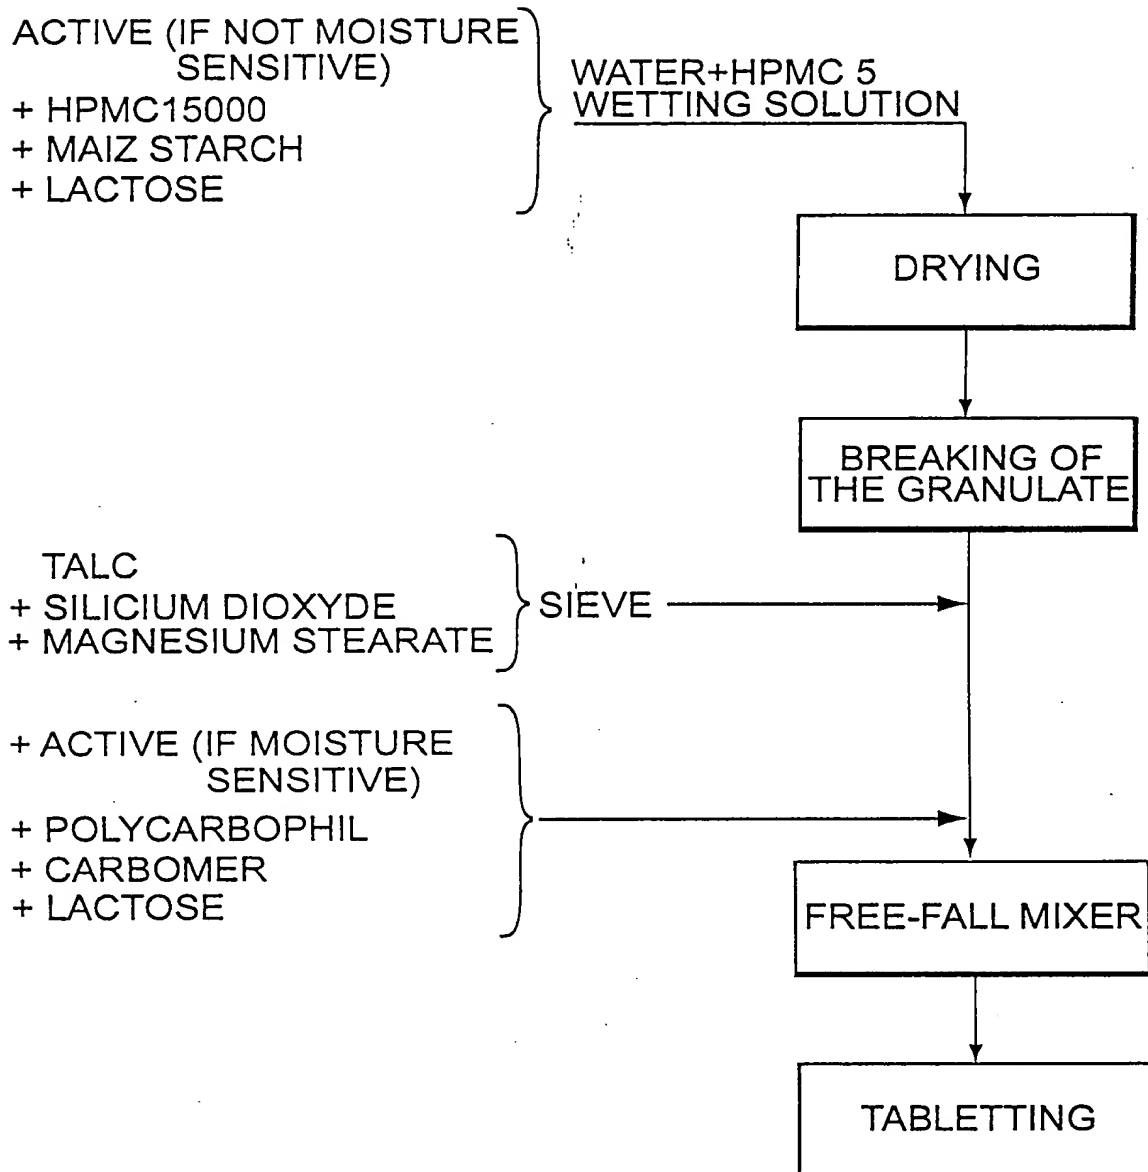 ACTIVE (IF NOT MOISTURE
SENSITIVE)
+ HPMC15000
+ MAIZ STARCH
+ LACTOSE
WATER+HPMC 5
WETTING SOLUTION
DRYING
BREAKING OF
THE GRANULATE
TALC
+ SILICIUM DIOXYDE
+ MAGNESIUM STEARATE
SIEVE
+ ACTIVE (IF MOISTURE
SENSITIVE)
+ POLYCARBOPHIL
+ CARBOMER
+ LACTOSE
FREE-FALL MIXER
TABLETTING